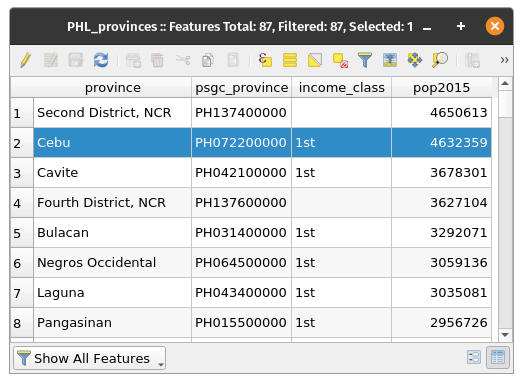 PHL_provinces :: Features Total: 87, Filtered: 87, Selected: 1
province psgc_province income_class pop2015
1 Second District, NCR PH137400000 4650613
2 Cebu PH072200000 1st 4632359
3 Cavite PH042100000 1st 3678301
4 Fourth District, NCR PH137600000 3627104
5 Bulacan PH031400000 1st 3292071
6 Negros Occidental PH064500000 1st 3059136
7 Laguna PH043400000 1st 3035081
8 Pangasinan PH015500000 1st 2956726
Show All Features